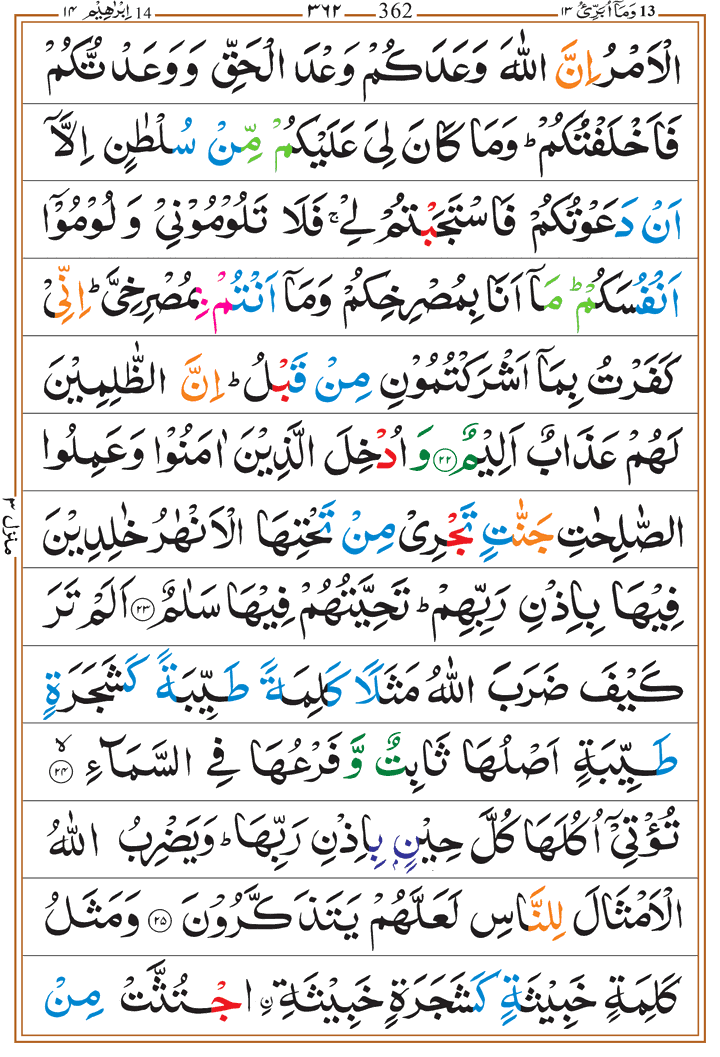 13 وَمَآ اُبَرِّئُ ١٣ 362 ٣٦٢ 14 اِبْرٰهِيْم ١٤
الْاَمْرُ اِنَّ اللّٰهَ وَعَدَكُمْ وَعْدَ الْحَقِّ وَوَعَدْتُّكُمْ
فَاَخْلَفْتُكُمْ ؕ وَمَا كَانَ لِىَ عَلَيْكُمْ مِّنْ سُلْطٰنٍ اِلَّاۤ
اَنْ دَعَوْتُكُمْ فَاسْتَجَبْتُمْ لِىْ ۚ فَلَا تَلُوْمُوْنِىْ وَلُوْمُوْۤا
اَنْفُسَكُمْ ؕ مَاۤ اَنَا بِمُصْرِخِكُمْ وَمَاۤ اَنْتُمْ بِمُصْرِخِىَّ ؕ اِنِّىْ
كَفَرْتُ بِمَاۤ اَشْرَكْتُمُوْنِ مِنْ قَبْلُ ؕ اِنَّ الظّٰلِمِيْنَ
لَهُمْ عَذَابٌ اَلِيْمٌ ٢٢ وَاُدْخِلَ الَّذِيْنَ اٰمَنُوْا وَعَمِلُوا
الصّٰلِحٰتِ جَنّٰتٍ تَجْرِىْ مِنْ تَحْتِهَا الْاَنْهٰرُ خٰلِدِيْنَ
فِيْهَا بِاِذْنِ رَبِّهِمْ ؕ تَحِيَّتُهُمْ فِيْهَا سَلٰمٌ ٢٣ اَلَمْ تَرَ
كَيْفَ ضَرَبَ اللّٰهُ مَثَلًا كَلِمَةً طَيِّبَةً كَشَجَرَةٍ
طَيِّبَةٍ اَصْلُهَا ثَابِتٌ وَّفَرْعُهَا فِى السَّمَآءِ ۙ ٢٤
تُؤْتِىْۤ اُكُلَهَا كُلَّ حِيْنٍۭ بِاِذْنِ رَبِّهَا ؕ وَيَضْرِبُ اللّٰهُ
الْاَمْثَالَ لِلنَّاسِ لَعَلَّهُمْ يَتَذَكَّرُوْنَ ٢٥ وَمَثَلُ
كَلِمَةٍ خَبِيْثَةٍ كَشَجَرَةٍ خَبِيْثَةِ ۨ اجْتُثَّتْ مِنْ
منزل ٣